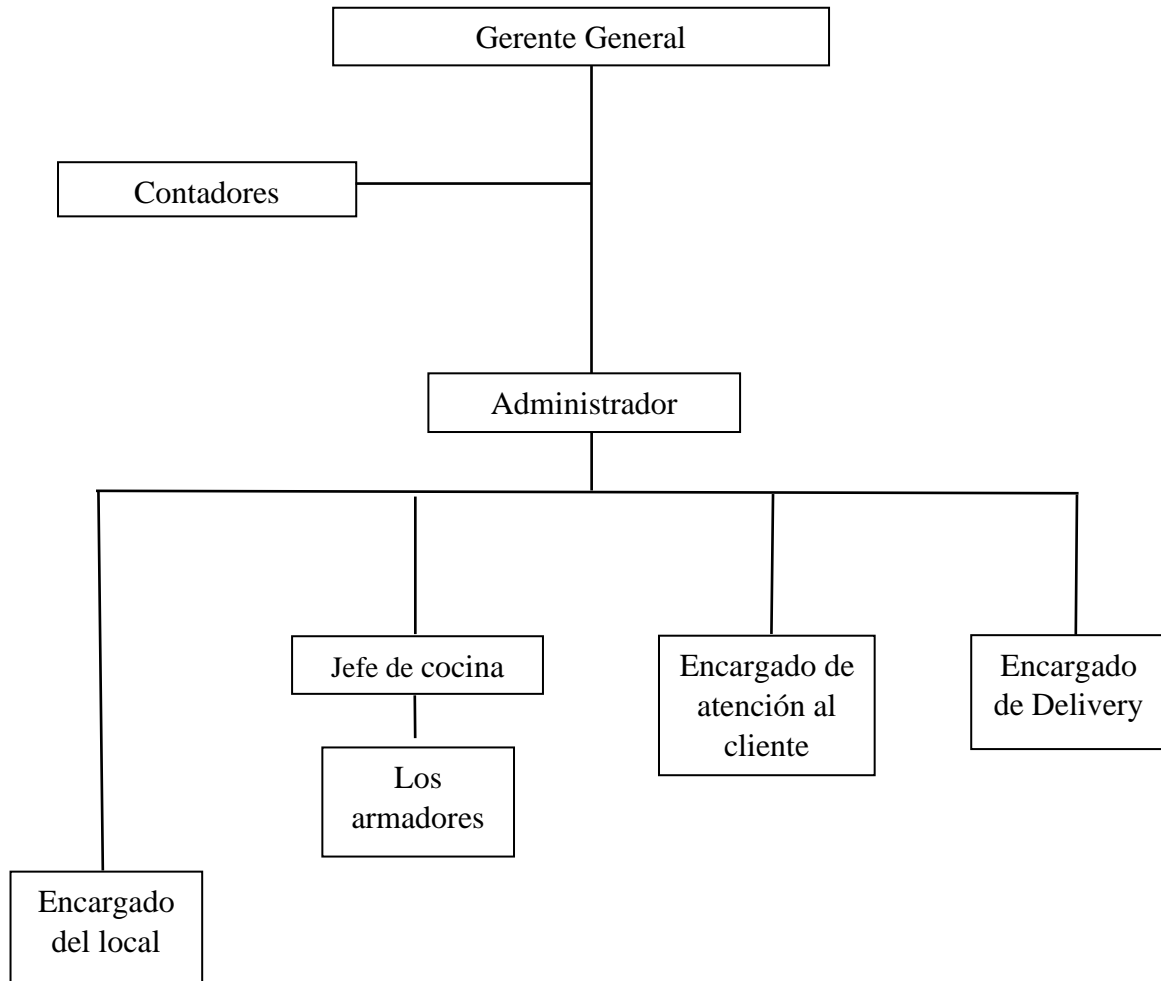 Gerente General
Contadores
Administrador
Jefe de cocina
Encargado de
atención al
cliente
Encargado
de Delivery
Los
armadores
Encargado
del local